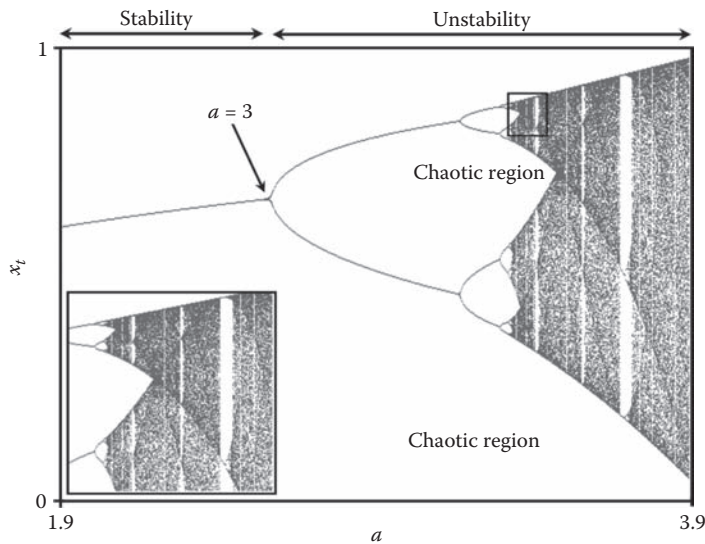 Stability
Unstability
1
a = 3
Chaotic region
x_t
Chaotic region
0
1.9
3.9
a